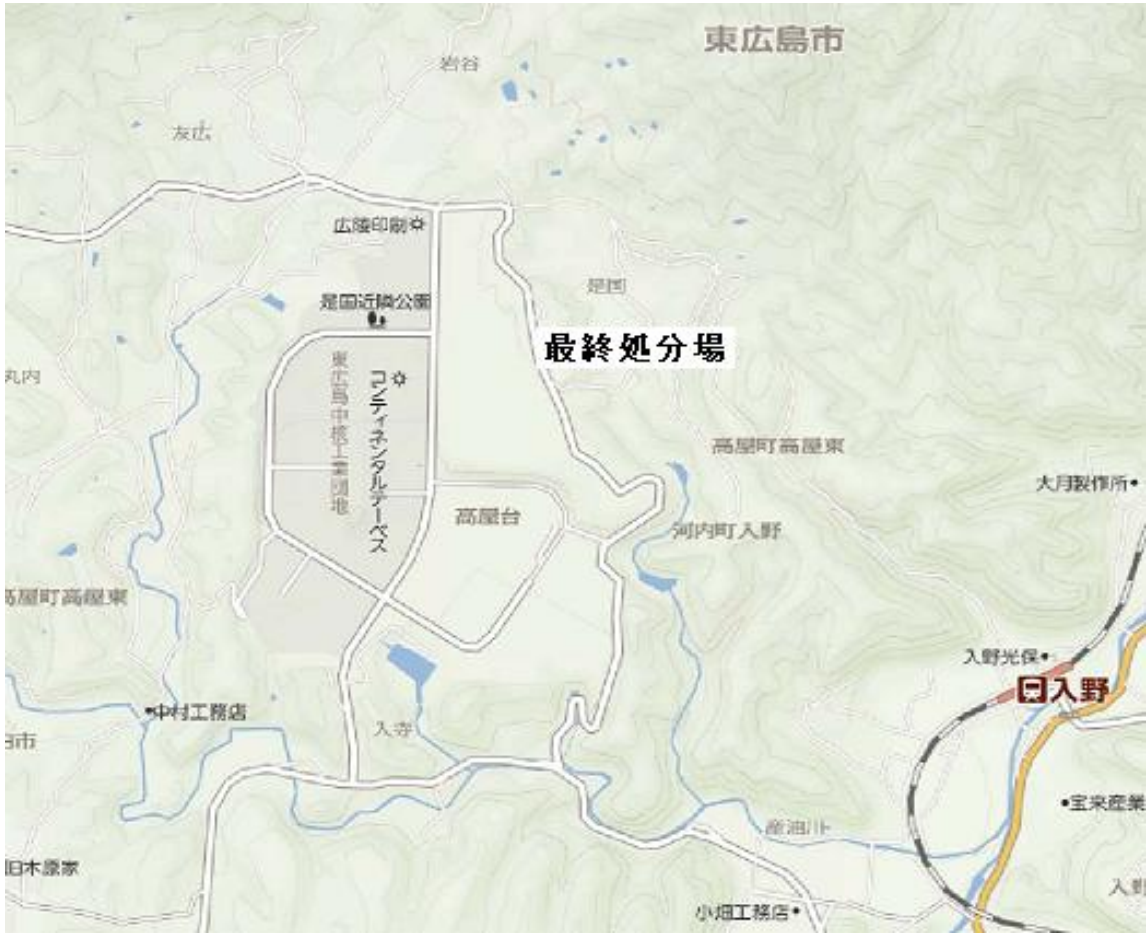 東広島市
岩谷
友広
広陵印刷
是国
是国近隣公園
最終処分場
東広島中核工業団地
コンティネンタルテーベス
丸内
高屋町高屋東
大月製作所
高屋台
河内町入野
高屋町高屋東
入野光保
入野
中村工務店
入寺
宝来産業
産油川
旧木原家
小畑工務店
入野